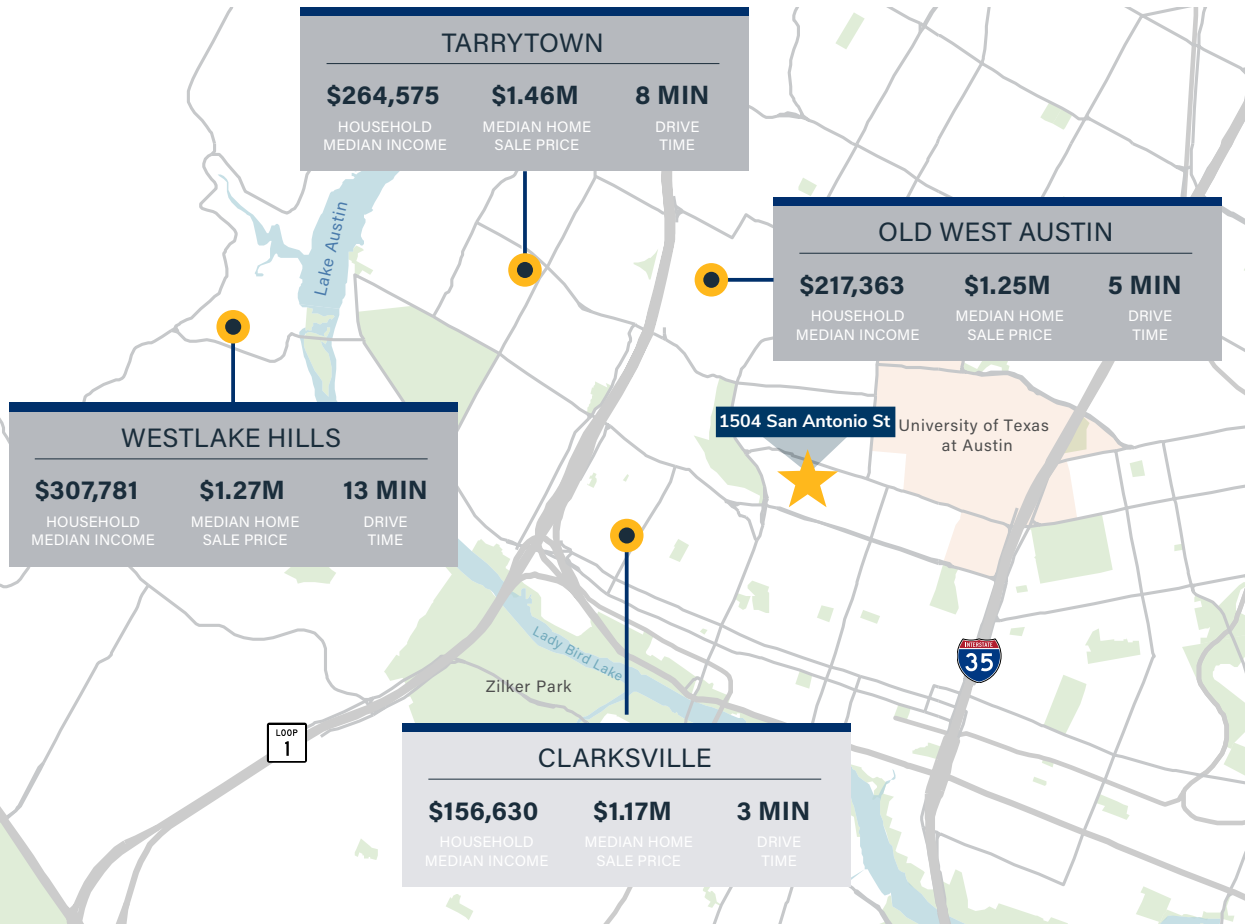 TARRYTOWN
$264,575 $1.46M 8 MIN
HOUSEHOLD MEDIAN HOME DRIVE
MEDIAN INCOME SALE PRICE TIME
Lake Austin
OLD WEST AUSTIN
$217,363 $1.25M 5 MIN
HOUSEHOLD MEDIAN HOME DRIVE
MEDIAN INCOME SALE PRICE TIME
WESTLAKE HILLS
$307,781 $1.27M 13 MIN
HOUSEHOLD MEDIAN HOME DRIVE
MEDIAN INCOME SALE PRICE TIME
1504 San Antonio St
University of Texas
at Austin
Lady Bird Lake
Zilker Park
INTERSTATE
35
LOOP
1
CLARKSVILLE
$156,630 $1.17M 3 MIN
HOUSEHOLD MEDIAN HOME DRIVE
MEDIAN INCOME SALE PRICE TIME